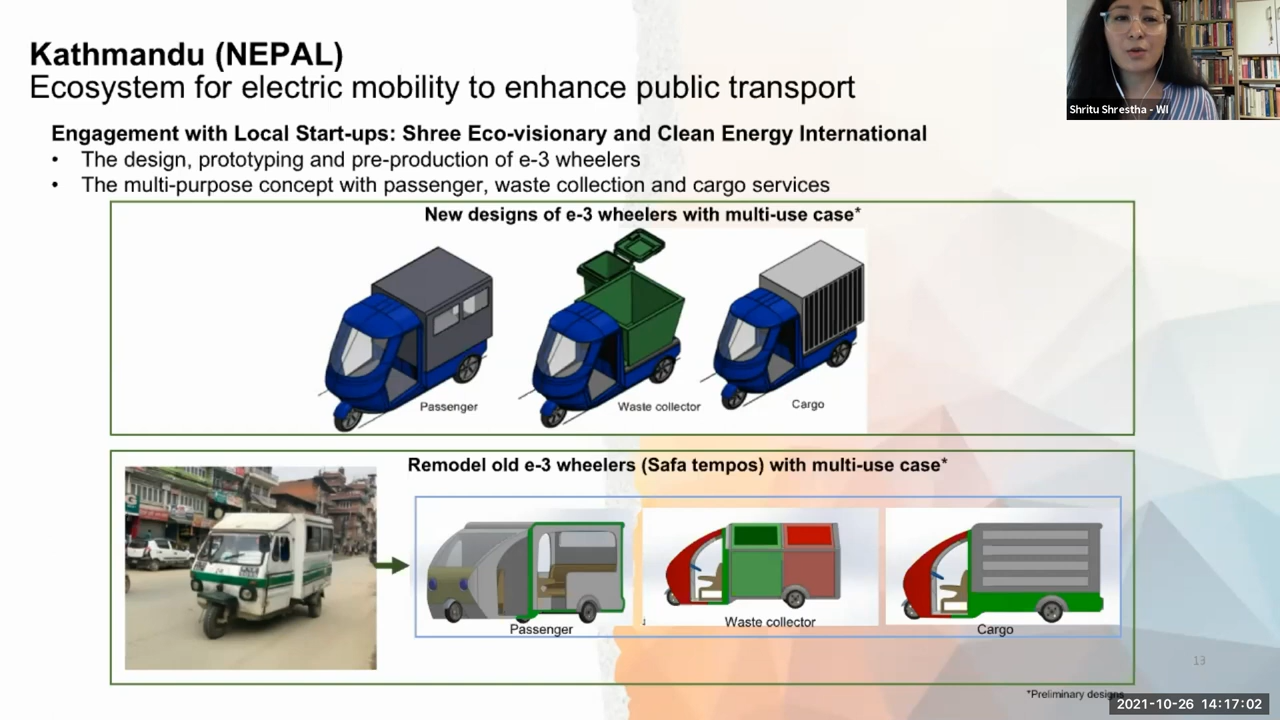 Kathmandu (NEPAL)
Ecosystem for electric mobility to enhance public transport
Shritu Shrestha - WI
Engagement with Local Start-ups: Shree Eco-visionary and Clean Energy International
• The design, prototyping and pre-production of e-3 wheelers
• The multi-purpose concept with passenger, waste collection and cargo services
New designs of e-3 wheelers with multi-use case*
Passenger
Waste collector
Cargo
Remodel old e-3 wheelers (Safa tempos) with multi-use case*
Passenger
Waste collector
Cargo
13
*Preliminary designs
2021-10-26 14:17:02